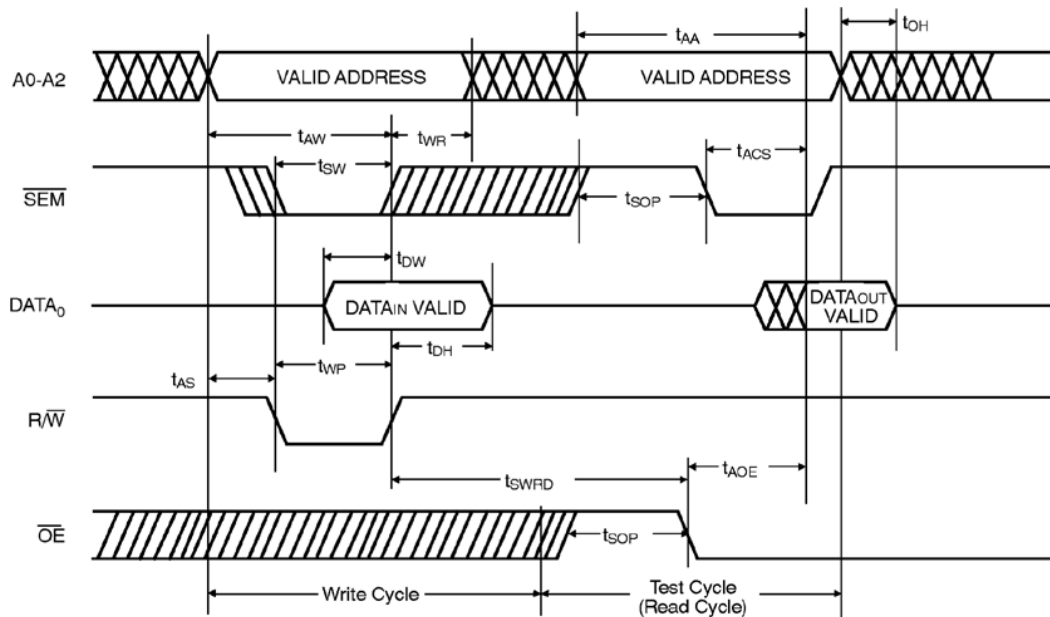 tAA
tOH
A0-A2
VALID ADDRESS
VALID ADDRESS
tAW
tWR
tACS
tSW
SEM
tSOP
tDW
DATA0
DATAIN VALID
DATAOUT
VALID
tDH
tWP
tAS
R/W
tSWRD
tAOE
OE
tSOP
Write Cycle
Test Cycle
(Read Cycle)